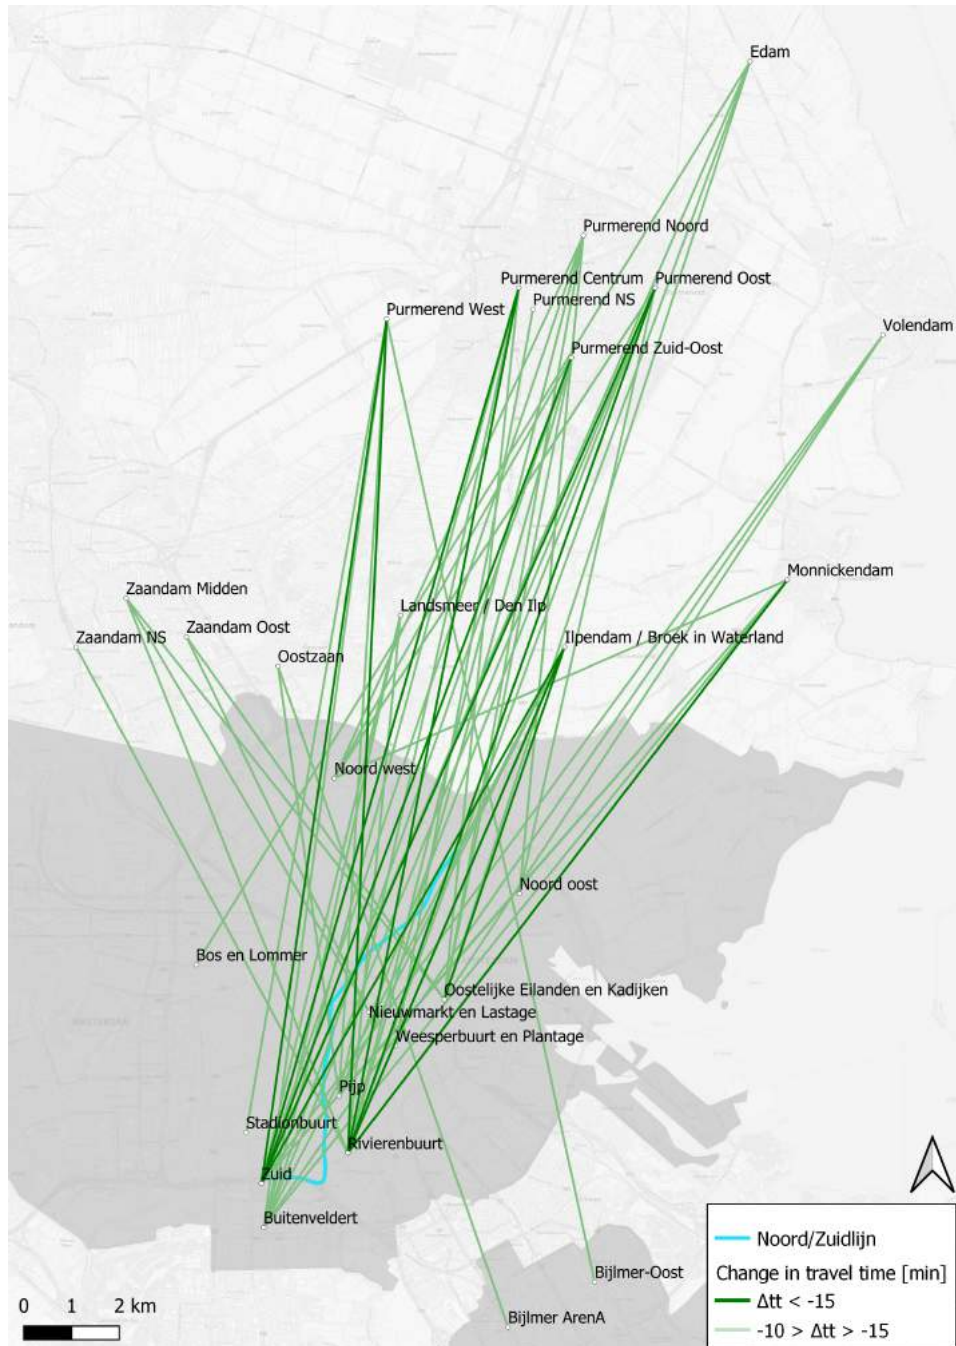 Edam
Purmerend Noord
Purmerend Centrum
Purmerend Oost
Purmerend NS
Purmerend West
Volendam
Purmerend Zuid-Oost
Monnickendam
Zaandam Midden
Landsmeer / Den Ilp
Zaandam Oost
Zaandam NS
Ilpendam / Broek in Waterland
Oostzaan
Noord west
Noord oost
Bos en Lommer
Oostelijke Eilanden en Kadijken
Nieuwmarkt en Lastage
Weesperbuurt en Plantage
Pijp
Stadionbuurt
Rivierenbuurt
Zuid
Buitenveldert
Bijlmer-Oost
Bijlmer ArenA
0 1 2 km
Noord/Zuidlijn
Change in travel time [min]
Δtt < -15
-10 > Δtt > -15